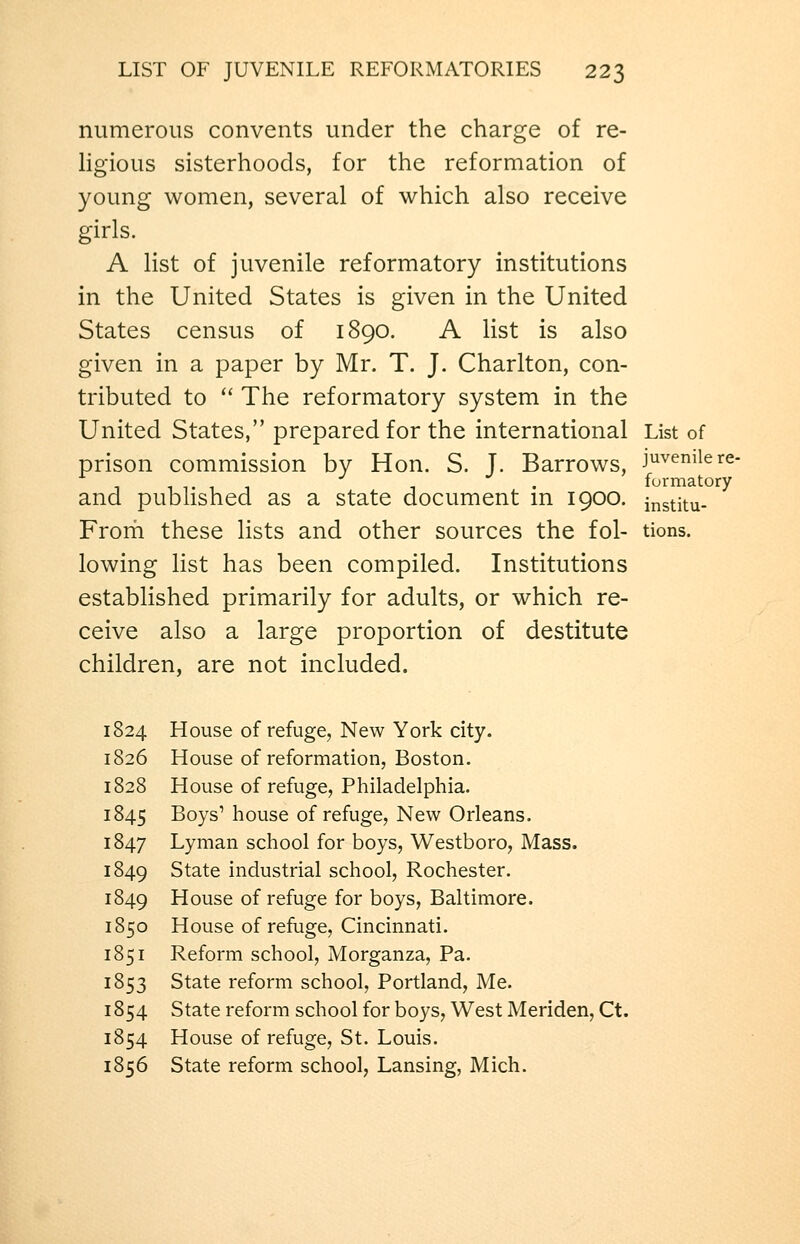 LIST OF JUVENILE REFORMATORIES 223
numerous convents under the charge of re-
ligious sisterhoods, for the reformation of
young women, several of which also receive
girls.
A list of juvenile reformatory institutions
in the United States is given in the United
States census of 1890. A list is also
given in a paper by Mr. T. J. Charlton, con-
tributed to “ The reformatory system in the
United States,” prepared for the international
prison commission by Hon. S. J. Barrows,
and published as a state document in 1900.
From these lists and other sources the fol-
lowing list has been compiled. Institutions
established primarily for adults, or which re-
ceive also a large proportion of destitute
children, are not included.
List of
juvenile re-
formatory
institu-
tions.
1824 House of refuge, New York city.
1826 House of reformation, Boston.
1828 House of refuge, Philadelphia.
1845 Boys’ house of refuge, New Orleans.
1847 Lyman school for boys, Westboro, Mass.
1849 State industrial school, Rochester.
1849 House of refuge for boys, Baltimore.
1850 House of refuge, Cincinnati.
1851 Reform school, Morganza, Pa.
1853 State reform school, Portland, Me.
1854 State reform school for boys, West Meriden, Ct.
1854 House of refuge, St. Louis.
1856 State reform school, Lansing, Mich.